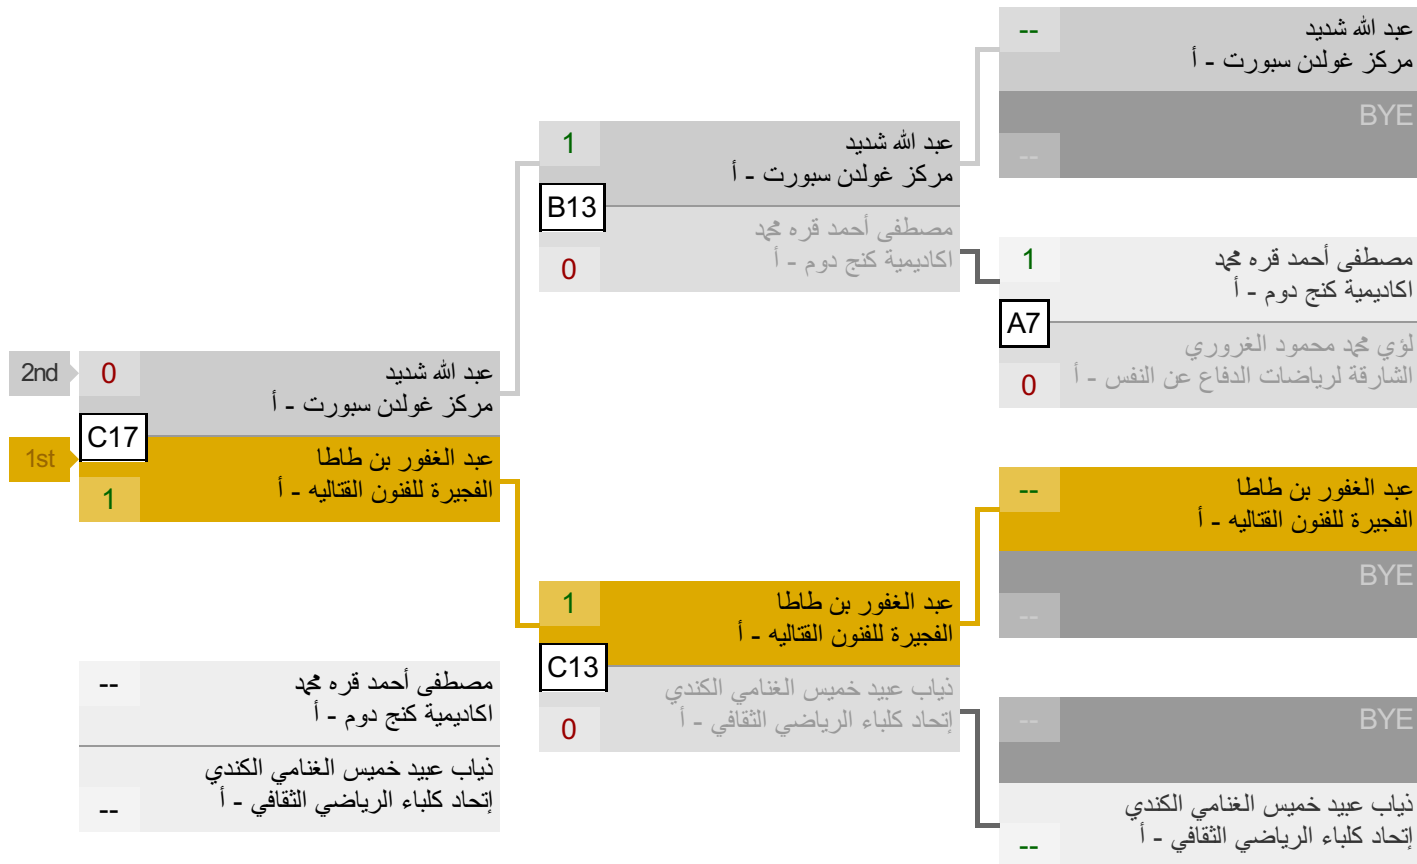 --
عبد الله شديد
مركز غولدن سبورت - أ
BYE
--
1
مصطفى أحمد قره محمد
اكاديمية كنج دوم - أ
A7
لؤي محمد محمود الغروري
الشارقة لرياضات الدفاع عن النفس - أ
0
--
عبد الغفور بن طاطا
الفجيرة للفنون القتاليه - أ
BYE
--
--
BYE
ذياب عبيد خميس الغنامي الكندي
إتحاد كلباء الرياضي الثقافي - أ
--
1
عبد الله شديد
مركز غولدن سبورت - أ
B13
مصطفى أحمد قره محمد
اكاديمية كنج دوم - أ
0
1
عبد الغفور بن طاطا
الفجيرة للفنون القتاليه - أ
C13
ذياب عبيد خميس الغنامي الكندي
إتحاد كلباء الرياضي الثقافي - أ
0
2nd
0
عبد الله شديد
مركز غولدن سبورت - أ
C17
1st
عبد الغفور بن طاطا
الفجيرة للفنون القتاليه - أ
1
--
مصطفى أحمد قره محمد
اكاديمية كنج دوم - أ
ذياب عبيد خميس الغنامي الكندي
إتحاد كلباء الرياضي الثقافي - أ
--